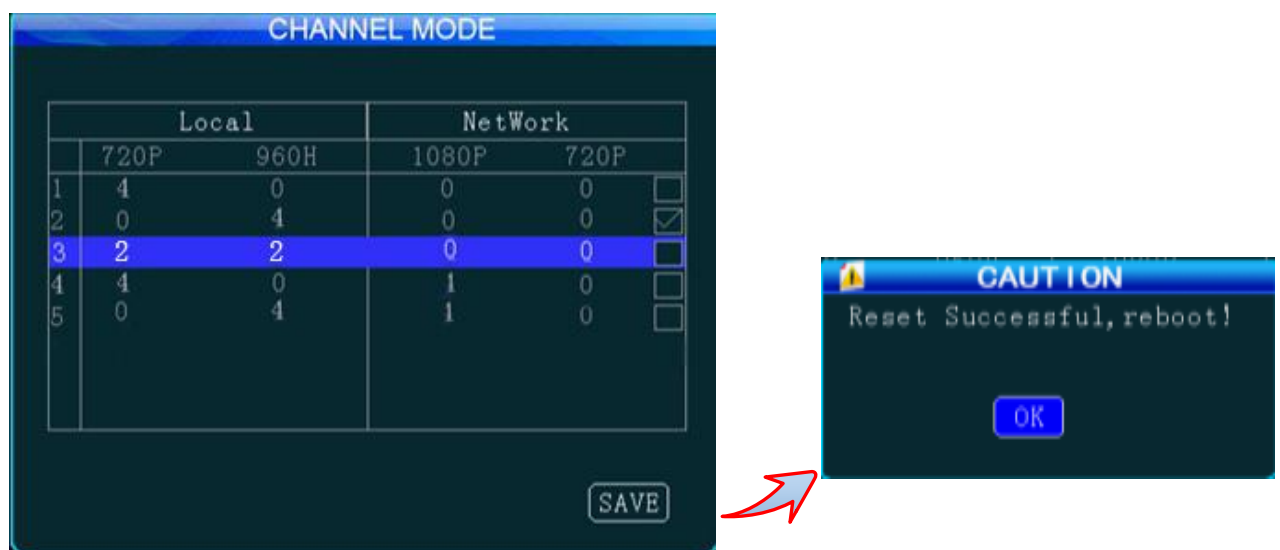 CHANNEL MODE
Local NetWork
720P 960H 1080P 720P
1 4 0 0 0
2 0 4 0 0
3 2 2 0 0
4 4 0 1 0
5 0 4 1 0
SAVE
CAUTION
Reset Successful,reboot!
OK